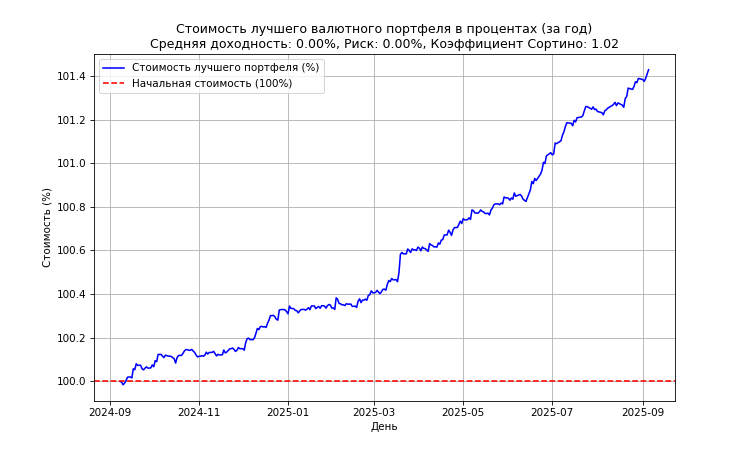 Стоимость лучшего валютного портфеля в процентах (за год)
Средняя доходность: 0.00%, Риск: 0.00%, Коэффициент Сортино: 1.02
Стоимость лучшего портфеля (%)
Начальная стоимость (100%)
Стоимость (%)
101.4
101.2
101.0
100.8
100.6
100.4
100.2
100.0
2024-09 2024-11 2025-01 2025-03 2025-05 2025-07 2025-09
День